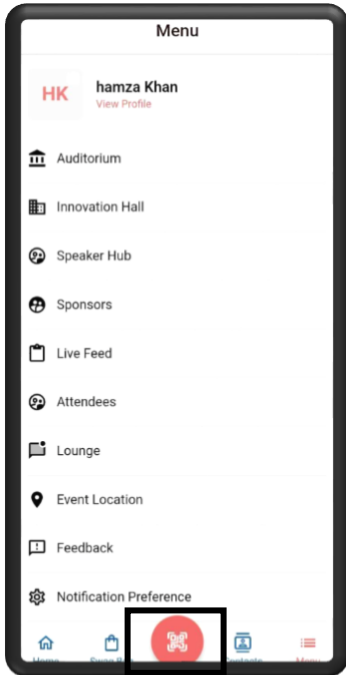 Menu
HK
hamza Khan
View Profile
Auditorium
Innovation Hall
Speaker Hub
Sponsors
Live Feed
Attendees
Lounge
Event Location
Feedback
Notification Preference
Home
Menu